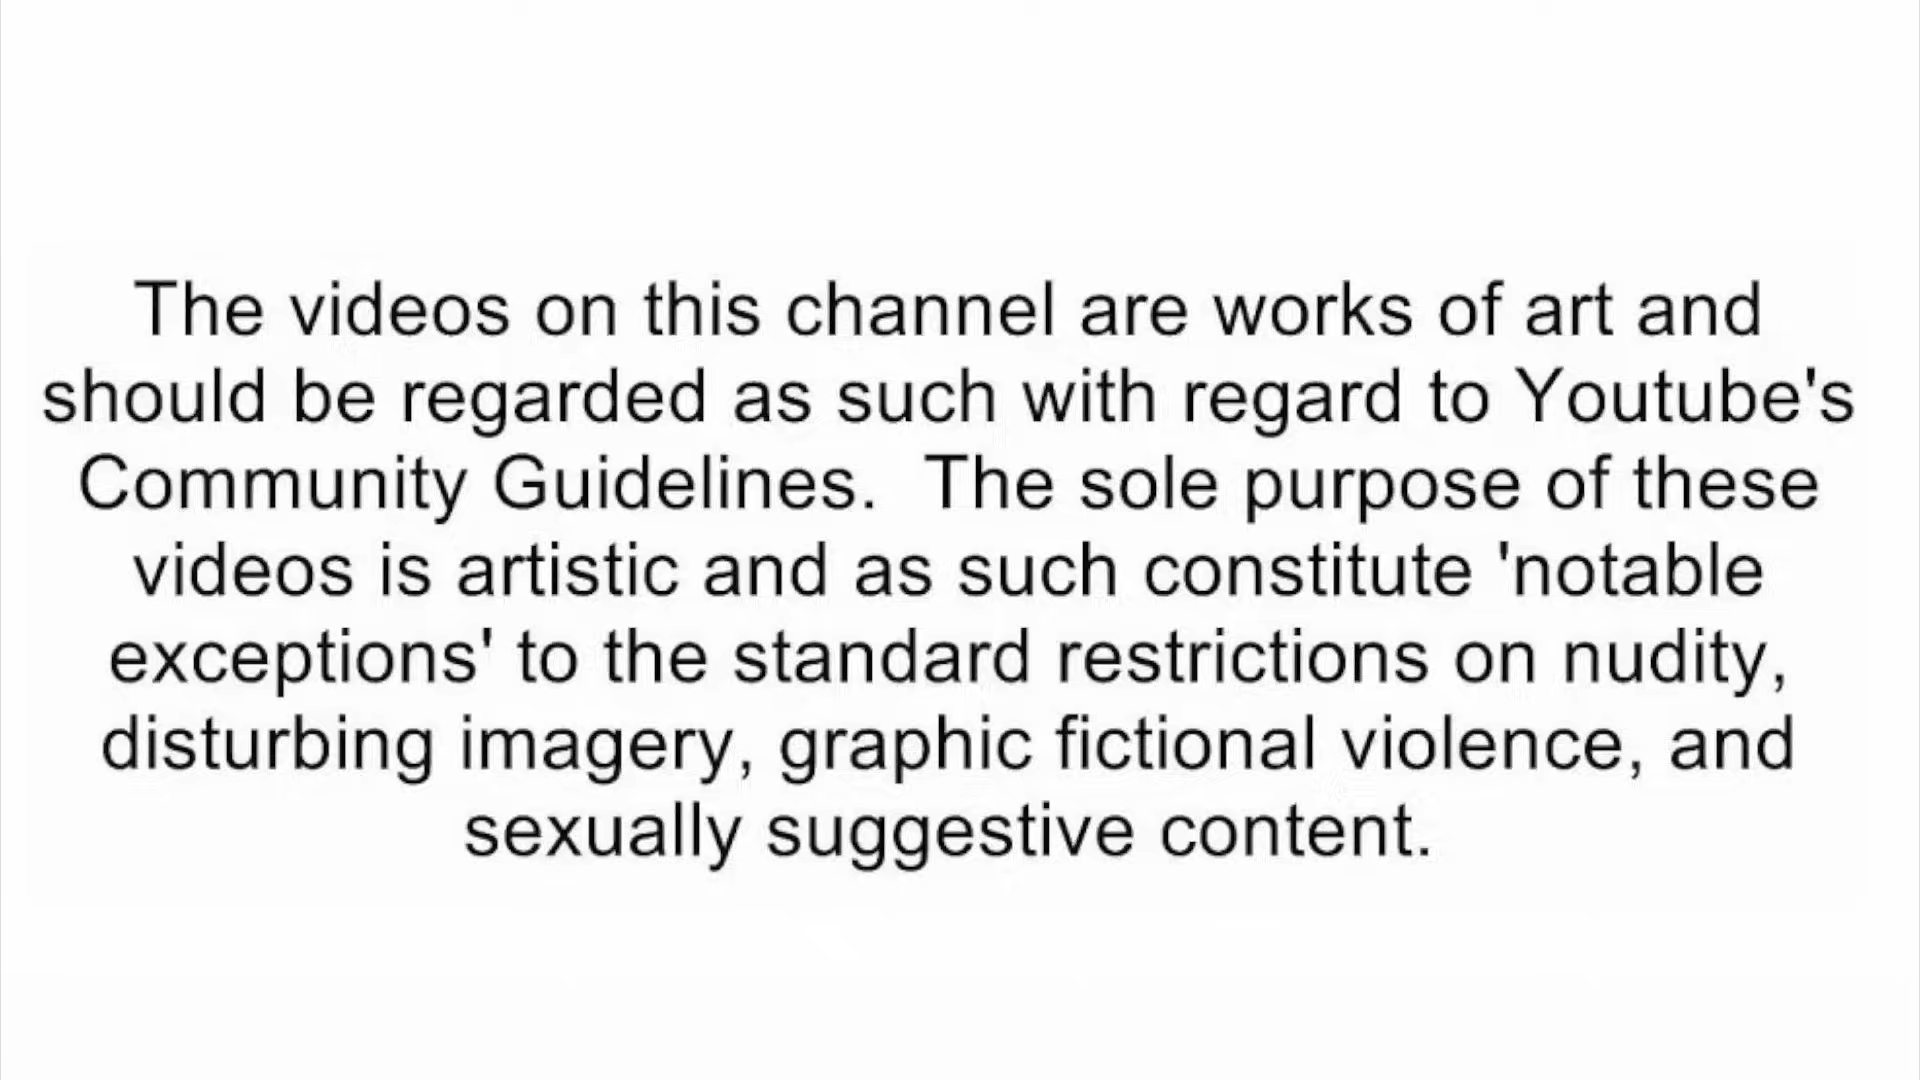 The videos on this channel are works of art and
should be regarded as such with regard to Youtube's
Community Guidelines.  The sole purpose of these
videos is artistic and as such constitute 'notable
exceptions' to the standard restrictions on nudity,
disturbing imagery, graphic fictional violence, and
sexually suggestive content.